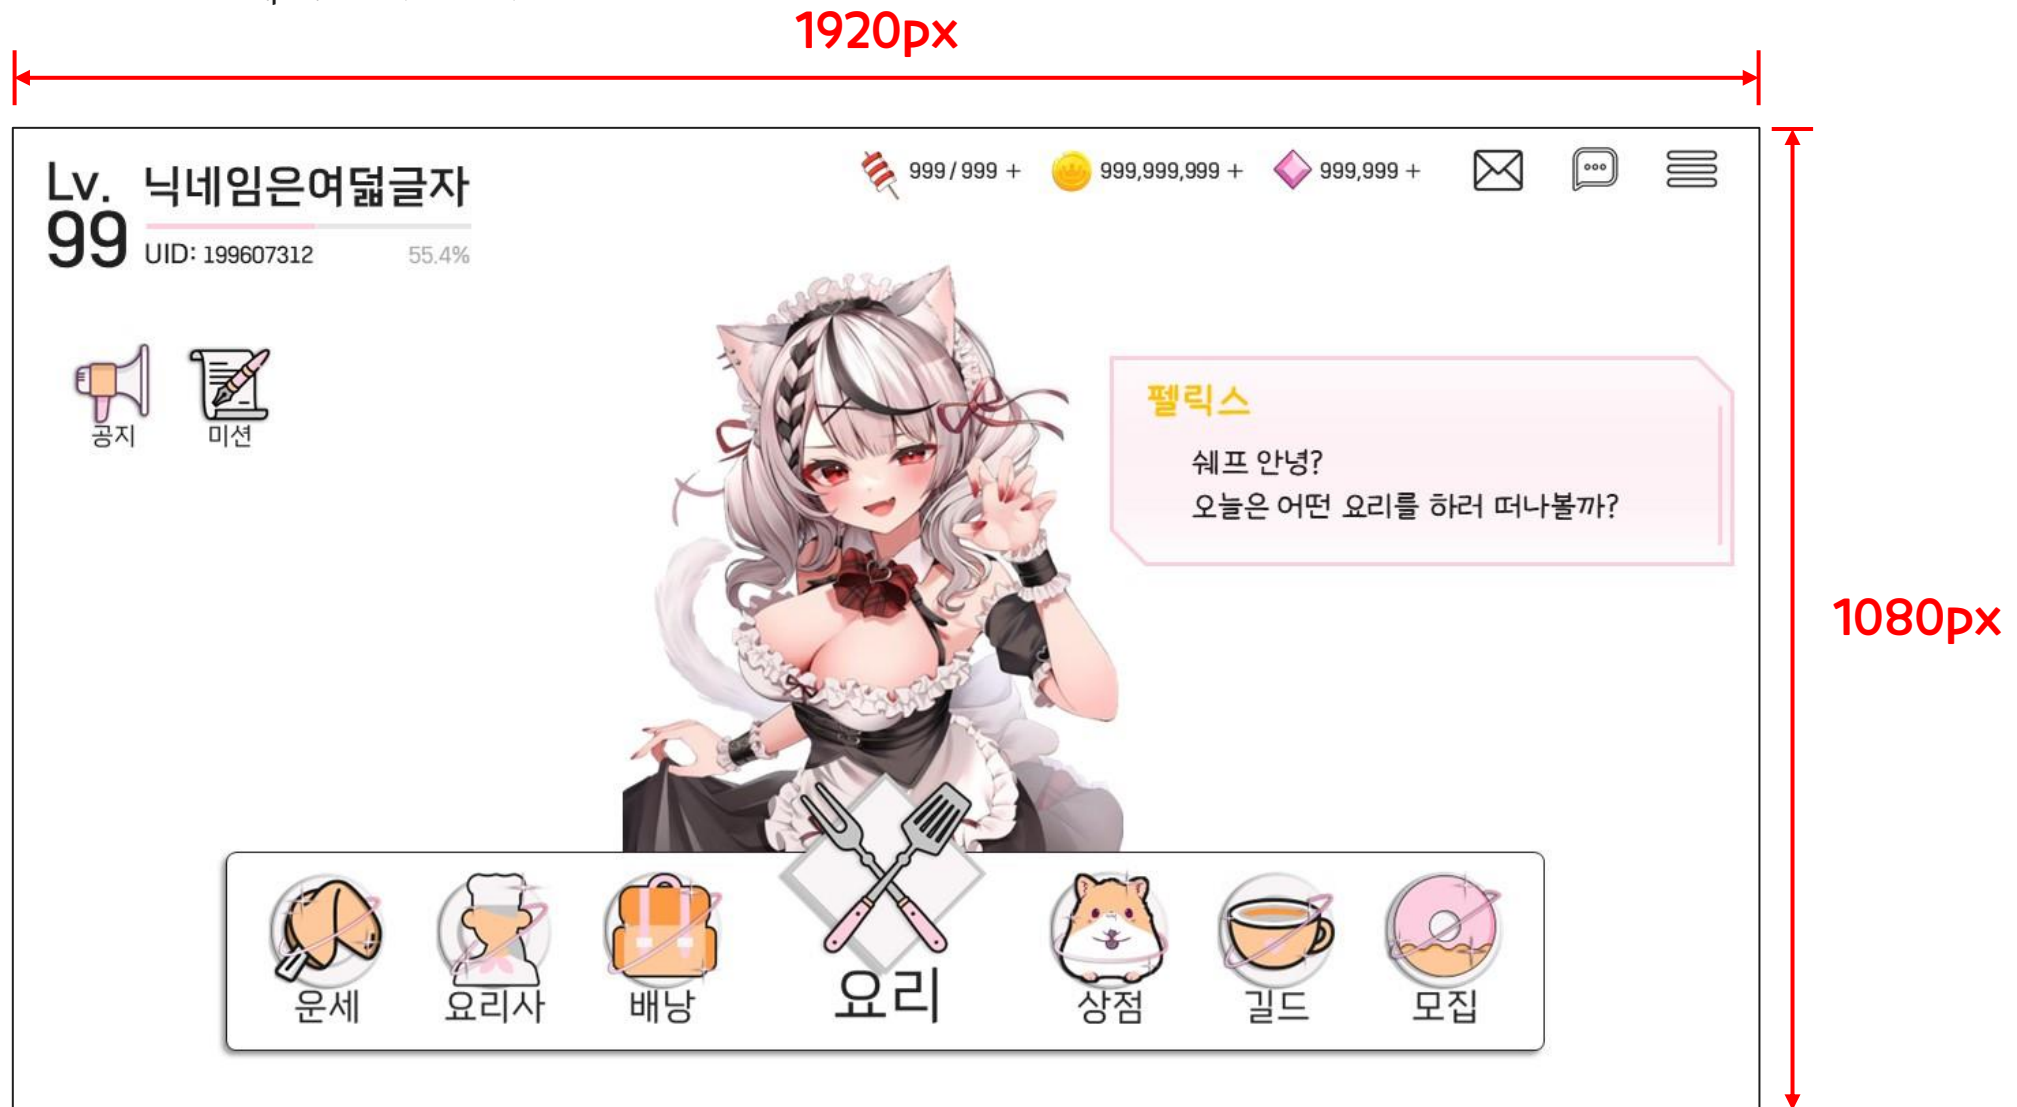 1920px
Lv. 닉네임은여덟글자
99 UID: 199607312 55.4%
999/999 + 999,999,999 + 999,999 +
공지 미션
펠릭스
쉐프 안녕?
오늘은 어떤 요리를 하러 떠나볼까?
1080px
운세 요리사 배낭 요리 상점 길드 모집